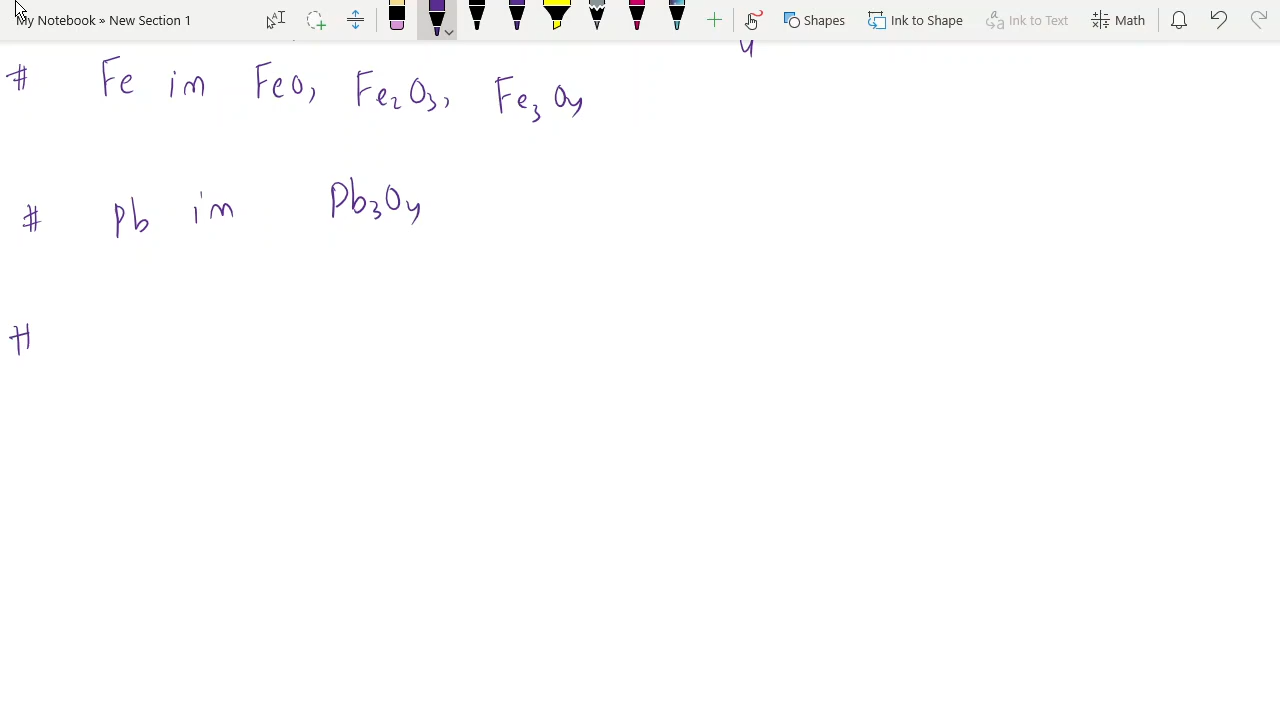 My Notebook » New Section 1 Shapes Ink to Shape Ink to Text Math
4
# Fe in FeO, Fe₂O₃, Fe₃O₄
# Pb in Pb₃O₄
#